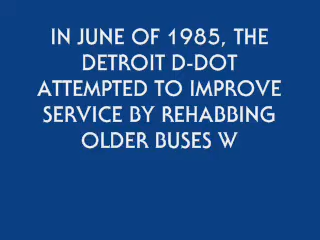 IN JUNE OF 1985, THE
DETROIT D-DOT
ATTEMPTED TO IMPROVE
SERVICE BY REHABBING
OLDER BUSES W